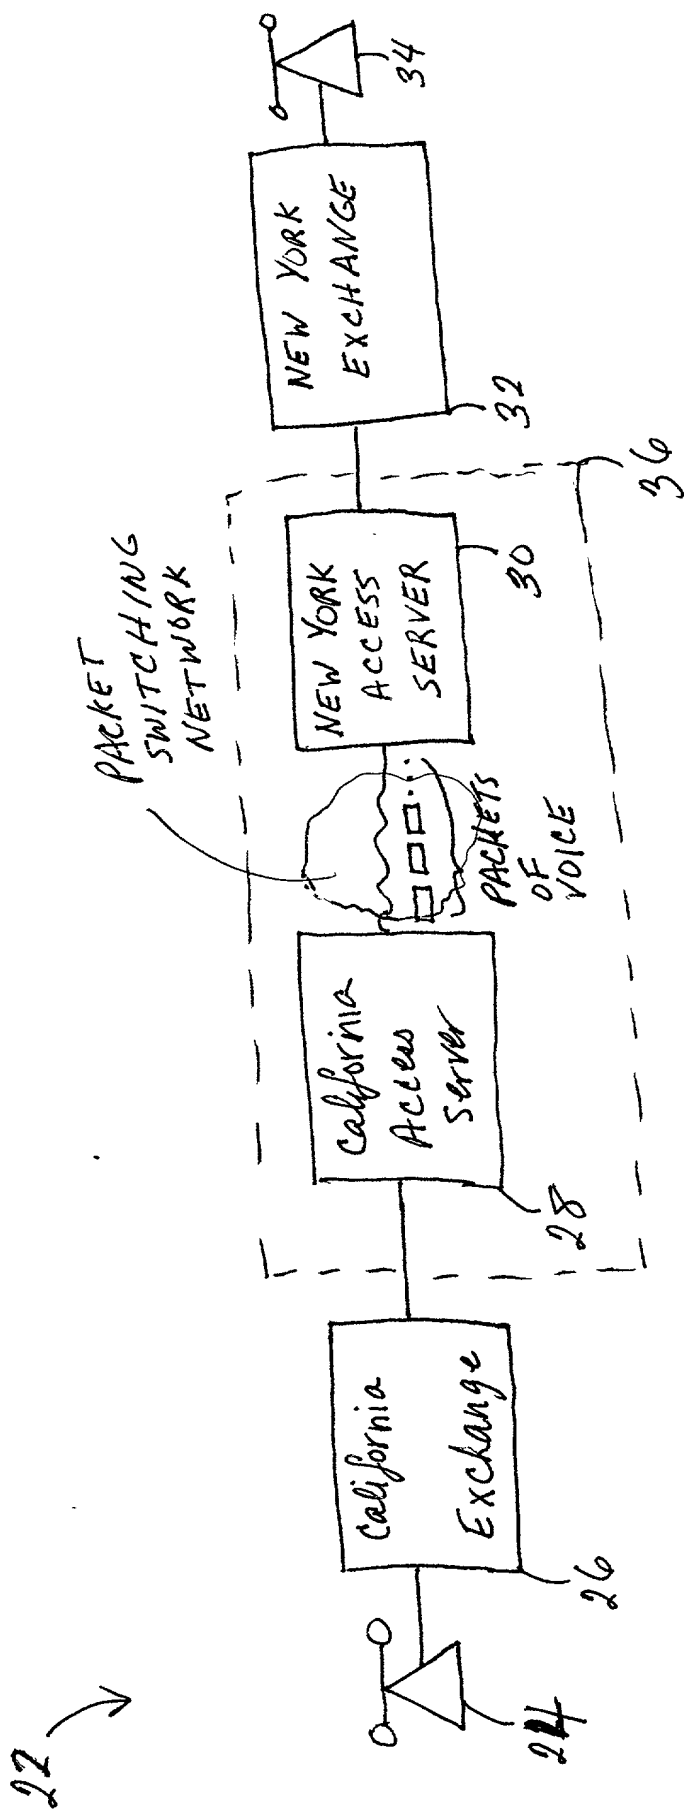 22
24
California
Exchange
26
California
Access
Server
28
PACKET
SWITCHING
NETWORK
PACKETS
OF
VOICE
NEW YORK
ACCESS
SERVER
30
36
NEW YORK
EXCHANGE
32
34